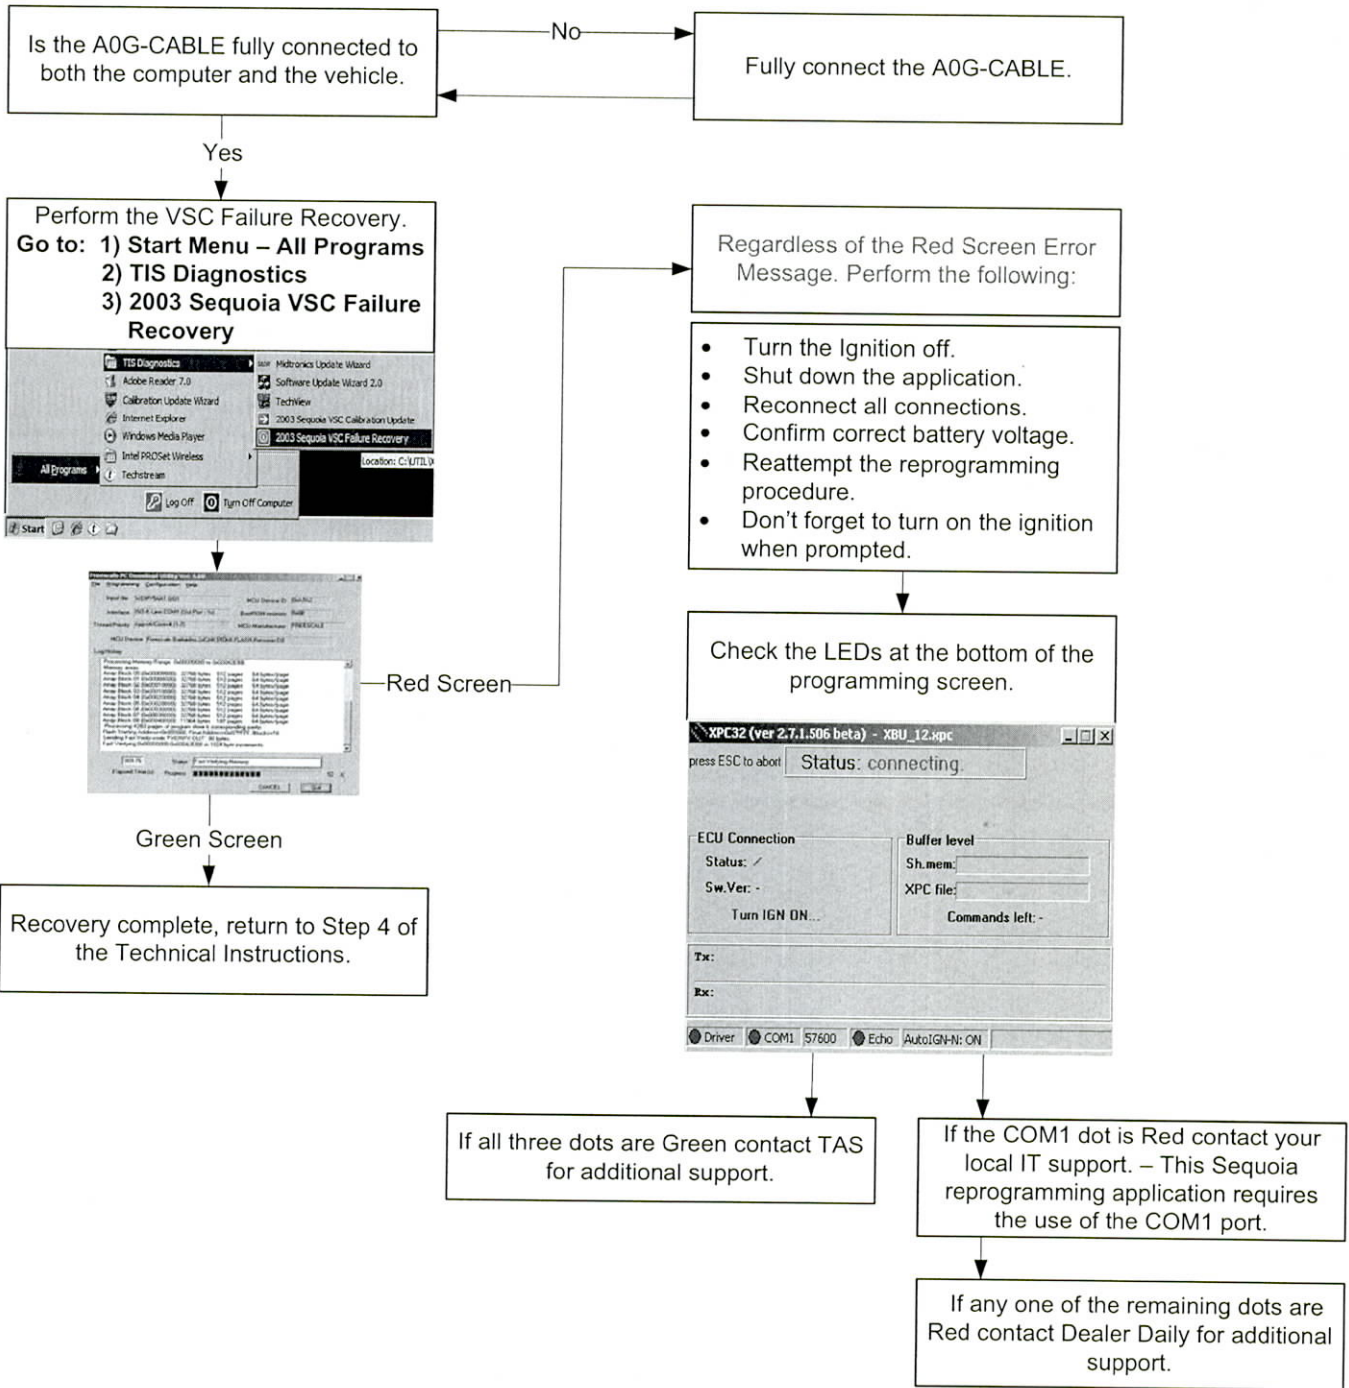 Is the A0G-CABLE fully connected to
both the computer and the vehicle.
No
Fully connect the A0G-CABLE.
Yes
Perform the VSC Failure Recovery.
Go to: 1) Start Menu – All Programs
2) TIS Diagnostics
3) 2003 Sequoia VSC Failure
Recovery
TIS Diagnostics
Adobe Reader 7.0
Calibration Update Wizard
Internet Explorer
Windows Media Player
Intel PROSet Wireless
Techstream
Midtronics Update Wizard
Software Update Wizard 2.0
TechView
2003 Sequoia VSC Calibration Update
2003 Sequoia VSC Failure Recovery
Location: C:\UTIL\X
All Programs
Log Off
Turn Off Computer
Start
File Programming Configuration Help
Log History
CANCEL
Red Screen
Green Screen
Recovery complete, return to Step 4 of
the Technical Instructions.
Regardless of the Red Screen Error
Message. Perform the following:
• Turn the Ignition off.
• Shut down the application.
• Reconnect all connections.
• Confirm correct battery voltage.
• Reattempt the reprogramming
procedure.
• Don't forget to turn on the ignition
when prompted.
Check the LEDs at the bottom of the
programming screen.
XPC32 (ver 2.7.1.506 beta) - XBU_12.xpc
press ESC to abort
Status: connecting.
ECU Connection
Status: /
Sw.Ver: -
Turn IGN ON...
Buffer level
Sh.mem:
XPC file:
Commands left: -
Tx:
Rx:
Driver COM1 57600 Echo AutoIGN-N: ON
If all three dots are Green contact TAS
for additional support.
If the COM1 dot is Red contact your
local IT support. – This Sequoia
reprogramming application requires
the use of the COM1 port.
If any one of the remaining dots are
Red contact Dealer Daily for additional
support.